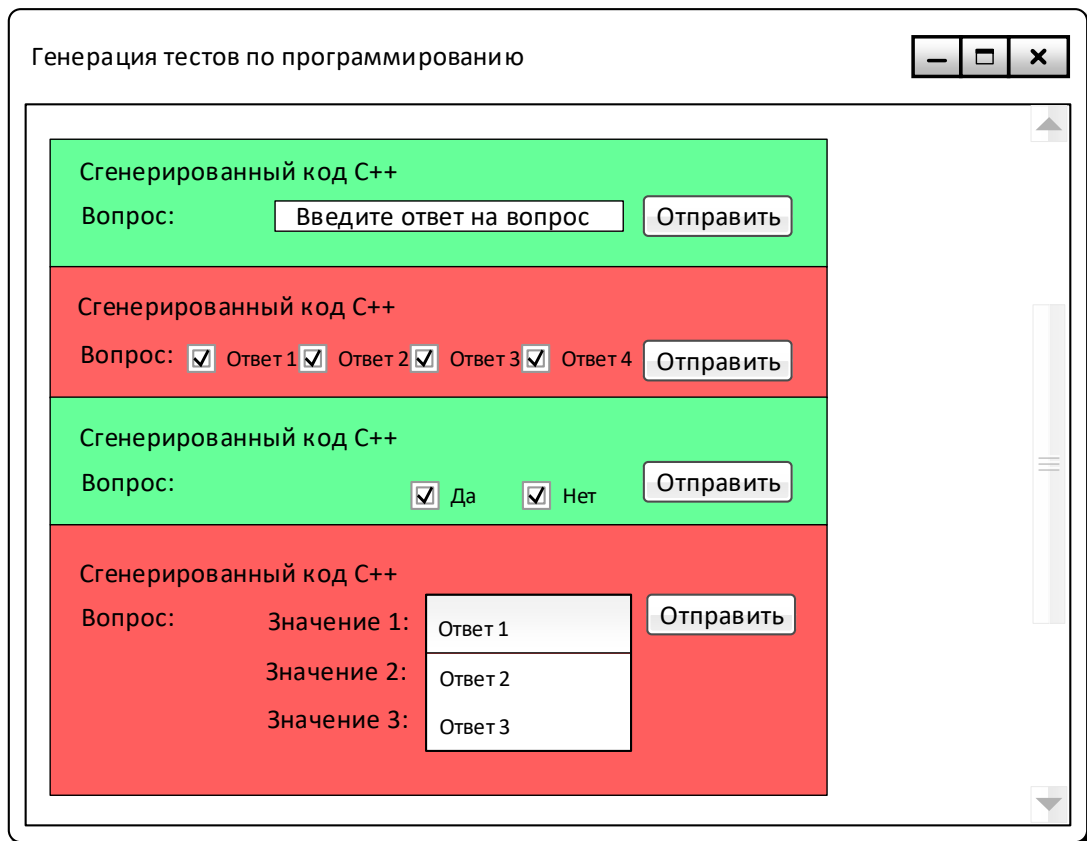 Генерация тестов по программированию
Сгенерированный код C++
Вопрос: Введите ответ на вопрос Отправить
Сгенерированный код C++
Вопрос: Ответ 1 Ответ 2 Ответ 3 Ответ 4 Отправить
Сгенерированный код C++
Вопрос: Да Нет Отправить
Сгенерированный код C++
Вопрос: Значение 1: Ответ 1 Отправить
Значение 2: Ответ 2
Значение 3: Ответ 3